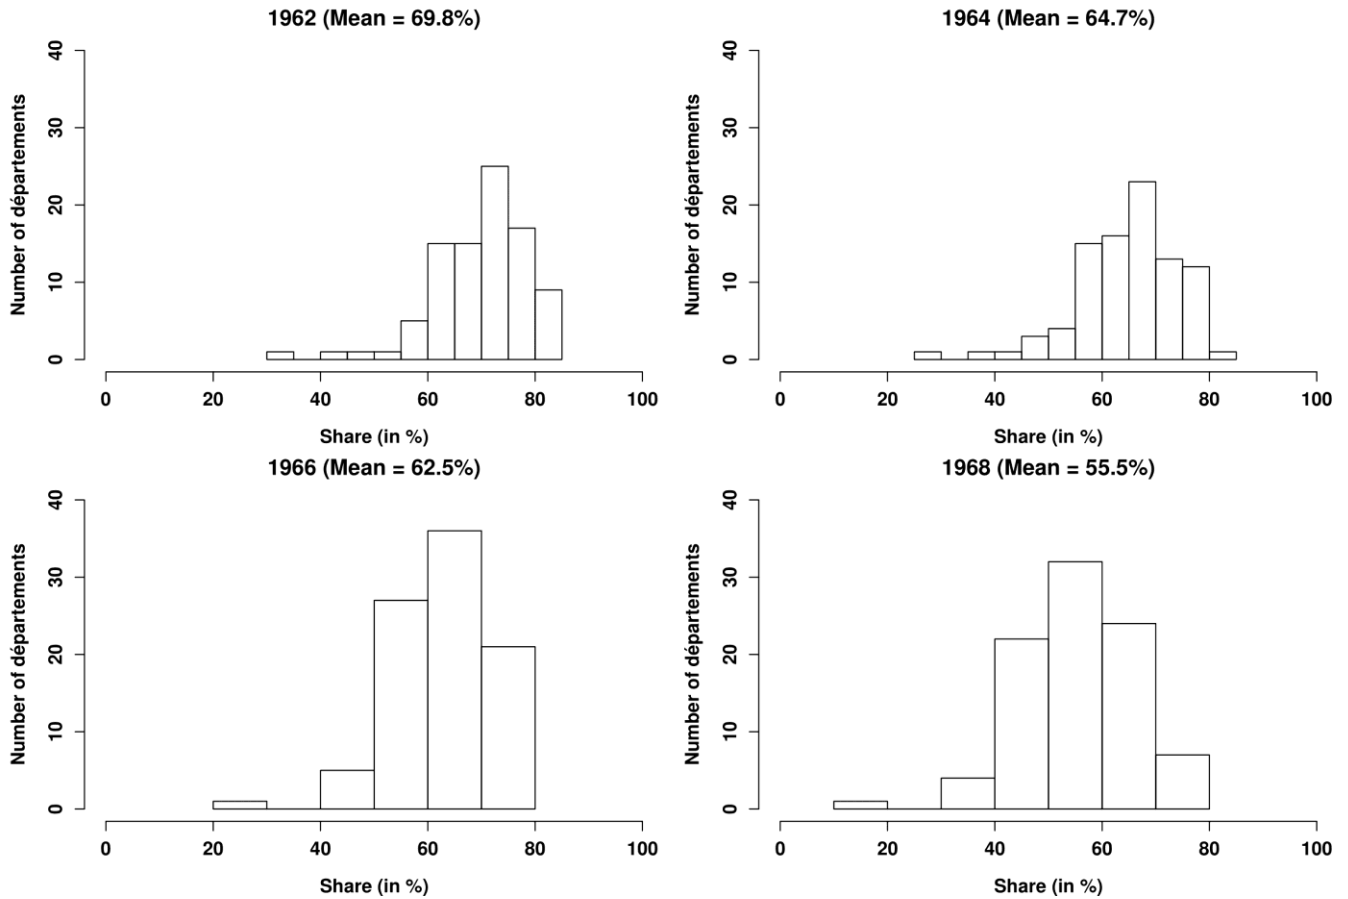 1962 (Mean = 69.8%)
Number of départements
0 10 20 30 40
0 20 40 60 80 100
Share (in %)
1964 (Mean = 64.7%)
Number of départements
0 10 20 30 40
0 20 40 60 80 100
Share (in %)
1966 (Mean = 62.5%)
Number of départements
0 10 20 30 40
0 20 40 60 80 100
Share (in %)
1968 (Mean = 55.5%)
Number of départements
0 10 20 30 40
0 20 40 60 80 100
Share (in %)